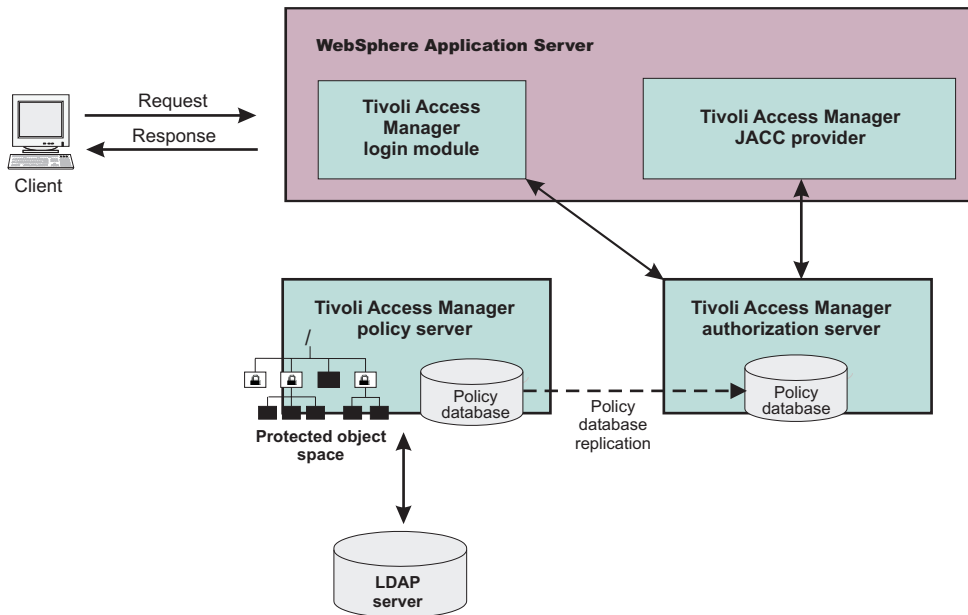 WebSphere Application Server
Request
Response
Client
Tivoli Access
Manager
login module
Tivoli Access Manager
JACC provider
Tivoli Access Manager
policy server
/
Policy
database
Protected object
space
Policy
database
replication
Tivoli Access Manager
authorization server
Policy
database
LDAP
server